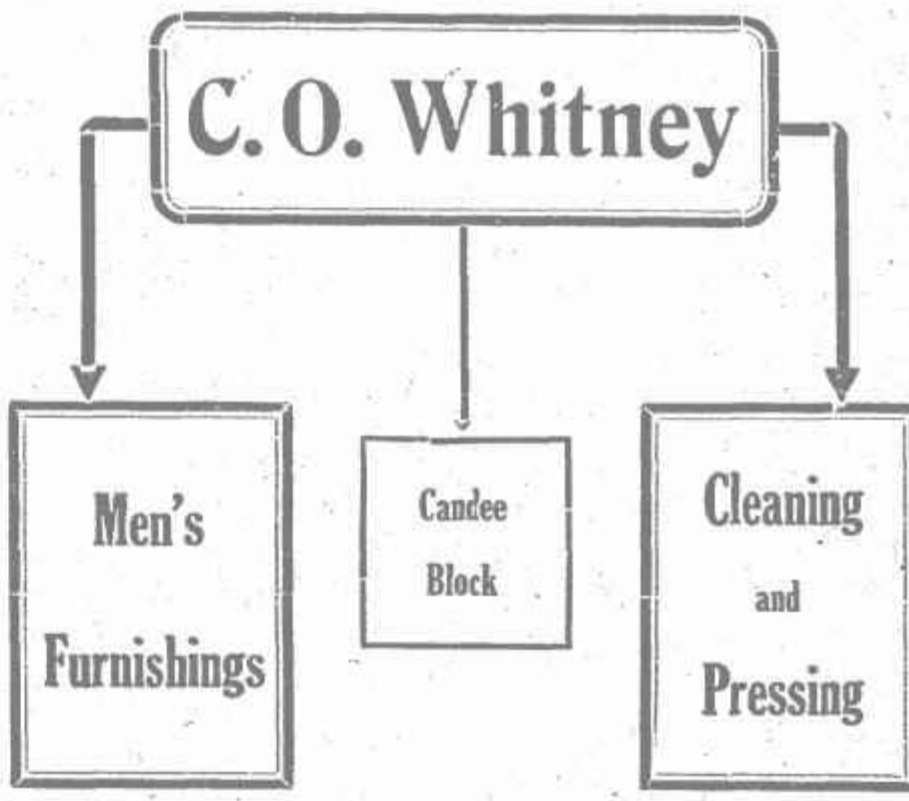 C. O. Whitney
Men's
Furnishings
Candee
Block
Cleaning
and
Pressing